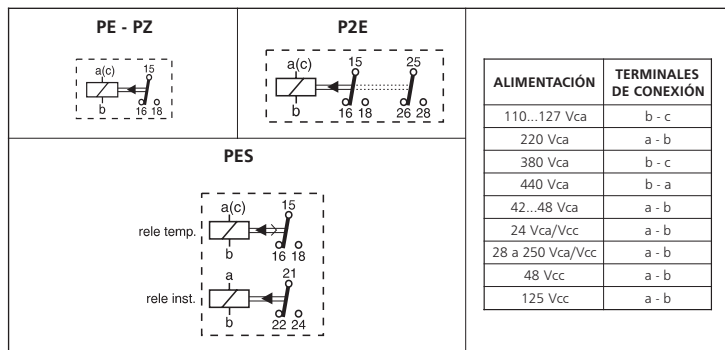 PE - PZ
a(c) 15
b
16 18
P2E
a(c) 15 25
b
16 18 26 28
PES
a(c) 15
rele temp.
b
16 18
a 21
rele inst.
b
22 24
ALIMENTACIÓN TERMINALES DE CONEXIÓN
110...127 Vca b - c
220 Vca a - b
380 Vca b - c
440 Vca b - a
42...48 Vca a - b
24 Vca/Vcc a - b
28 a 250 Vca/Vcc a - b
48 Vcc a - b
125 Vcc a - b